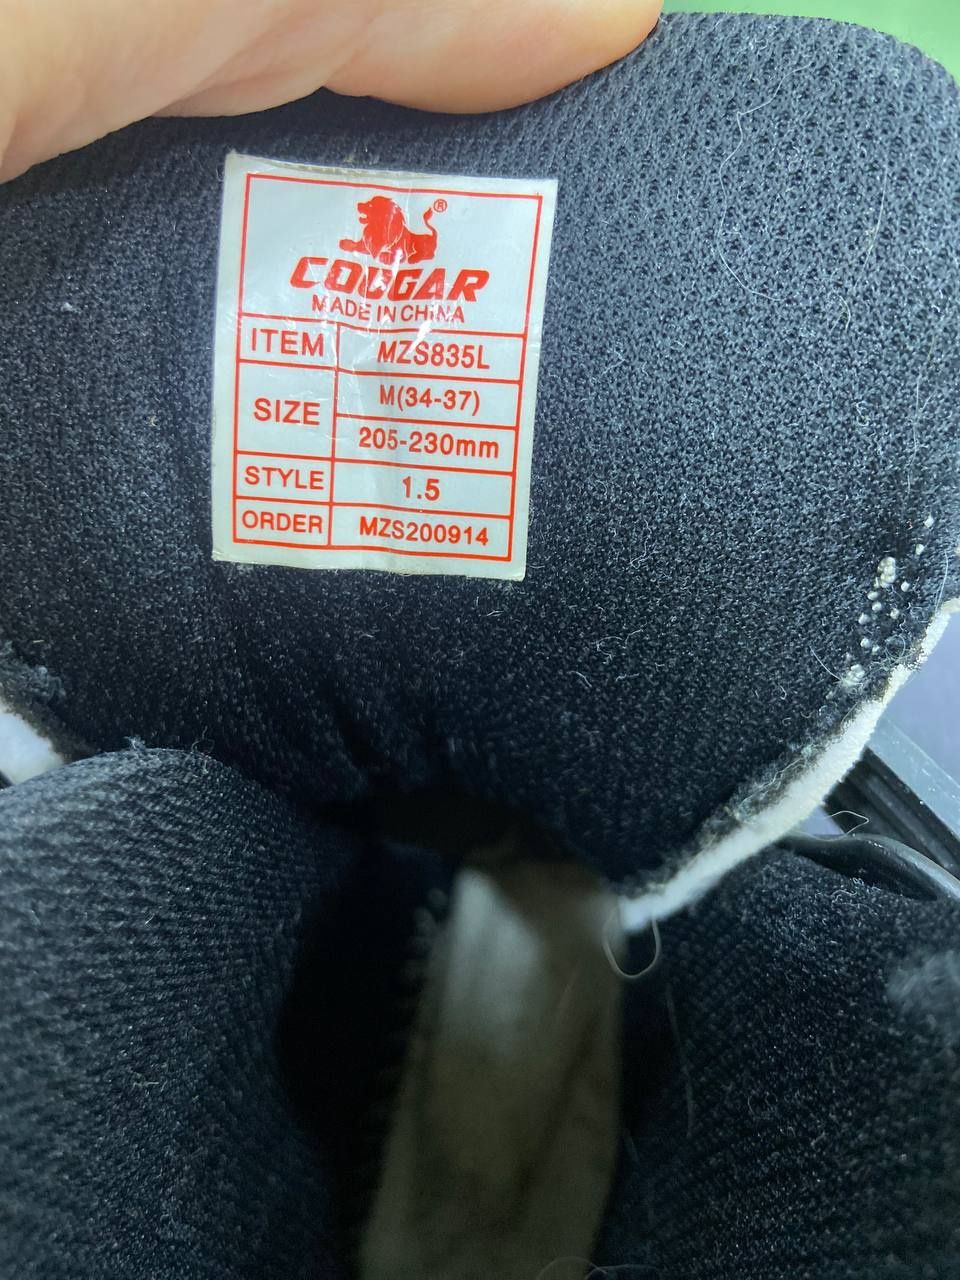 ®
COUGAR
MADE IN CHINA
ITEM MZS835L
SIZE M(34-37)
205-230mm
STYLE 1.5
ORDER MZS200914